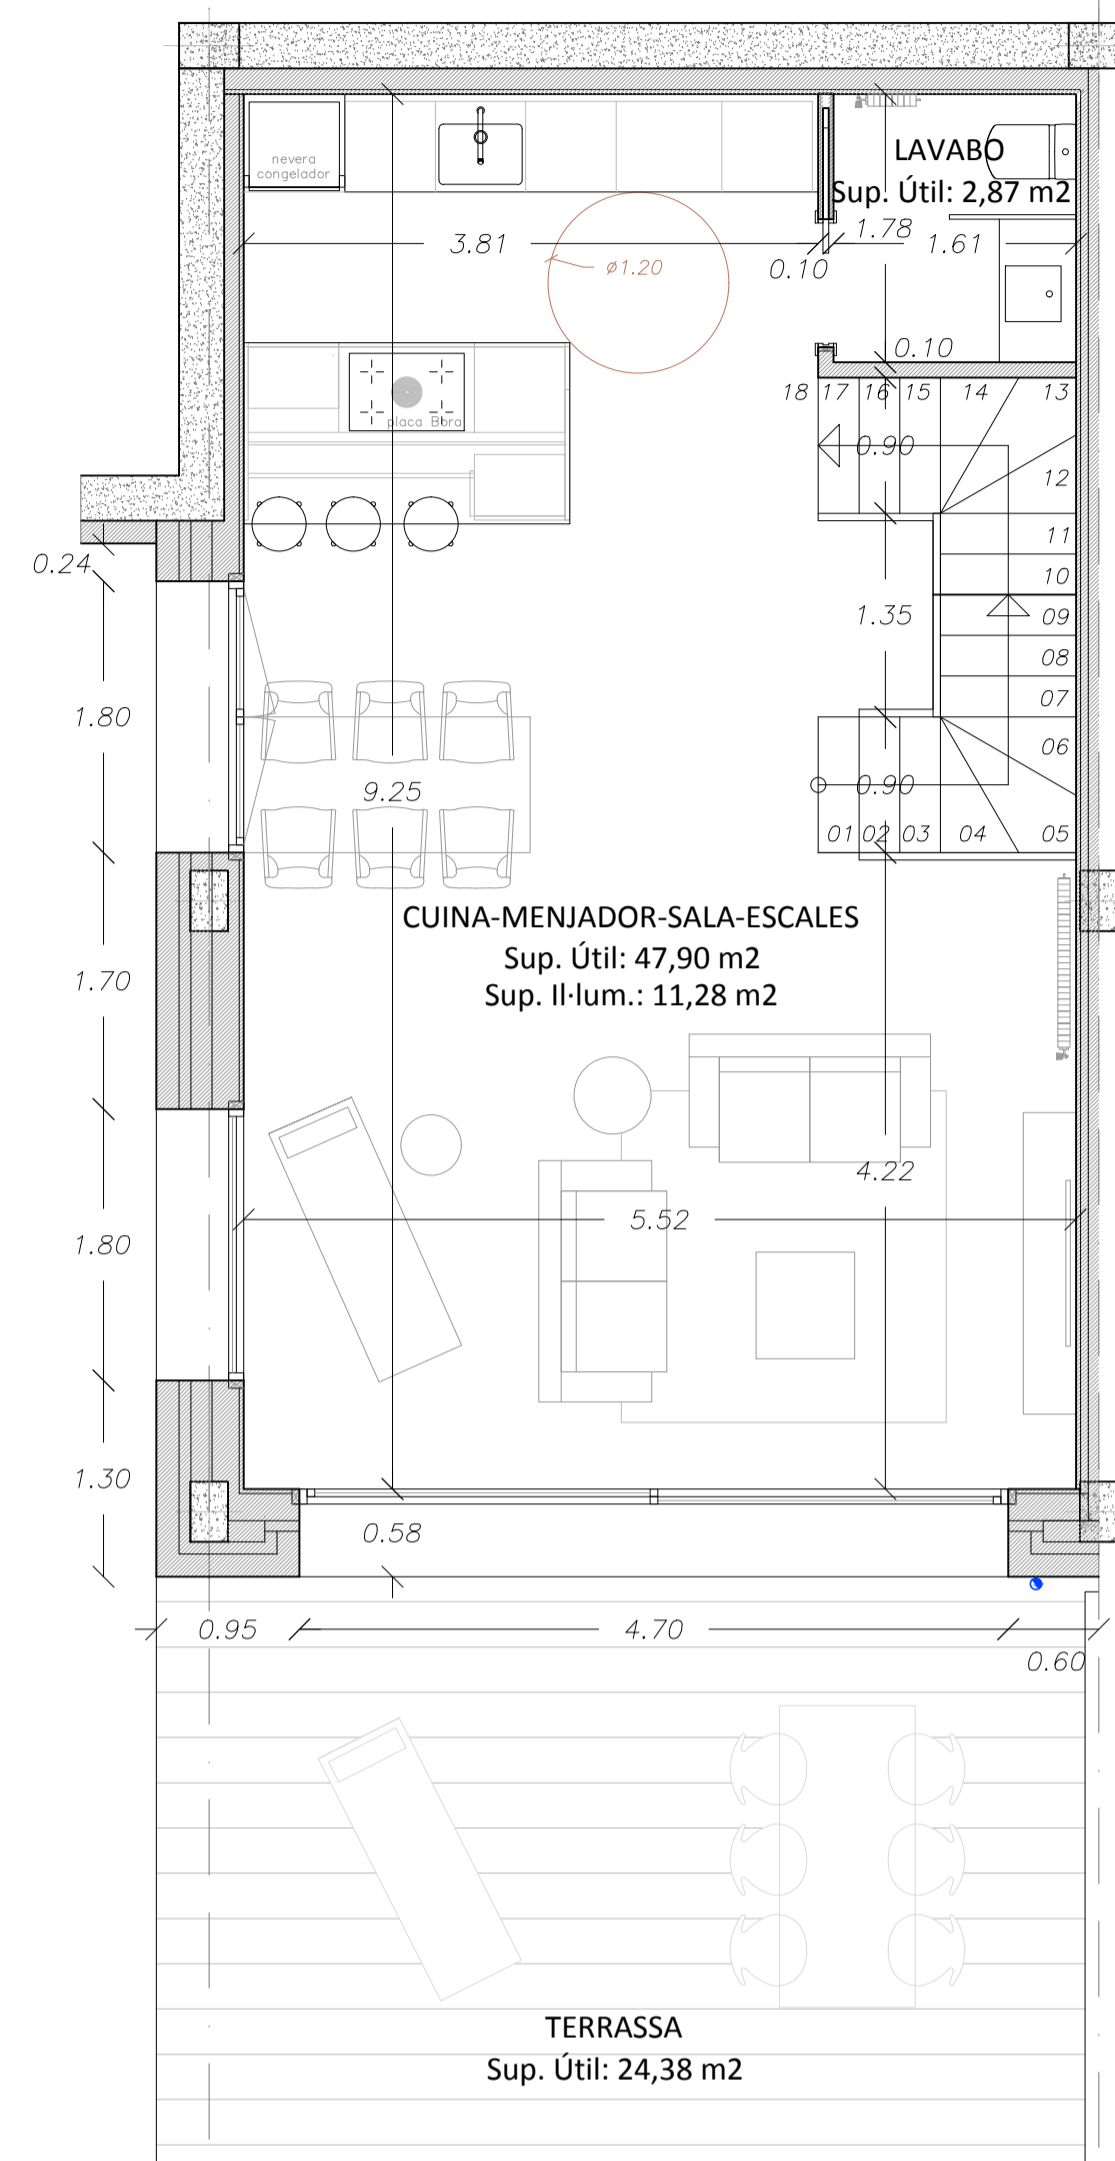 nevera
congelador
LAVABO
Sup. Útil: 2,87 m2
3.81
1.78
1.61
ø1.20
0.10
0.10
placa Bora
18 17 16 15 14 13
0.90
12
11
10
09
08
07
06
0.24
1.35
1.80
9.25
0.90
01 02 03 04 05
CUINA-MENJADOR-SALA-ESCALES
Sup. Útil: 47,90 m2
Sup. Il·lum.: 11,28 m2
1.70
4.22
5.52
1.80
1.30
0.58
0.95
4.70
0.60
TERRASSA
Sup. Útil: 24,38 m2